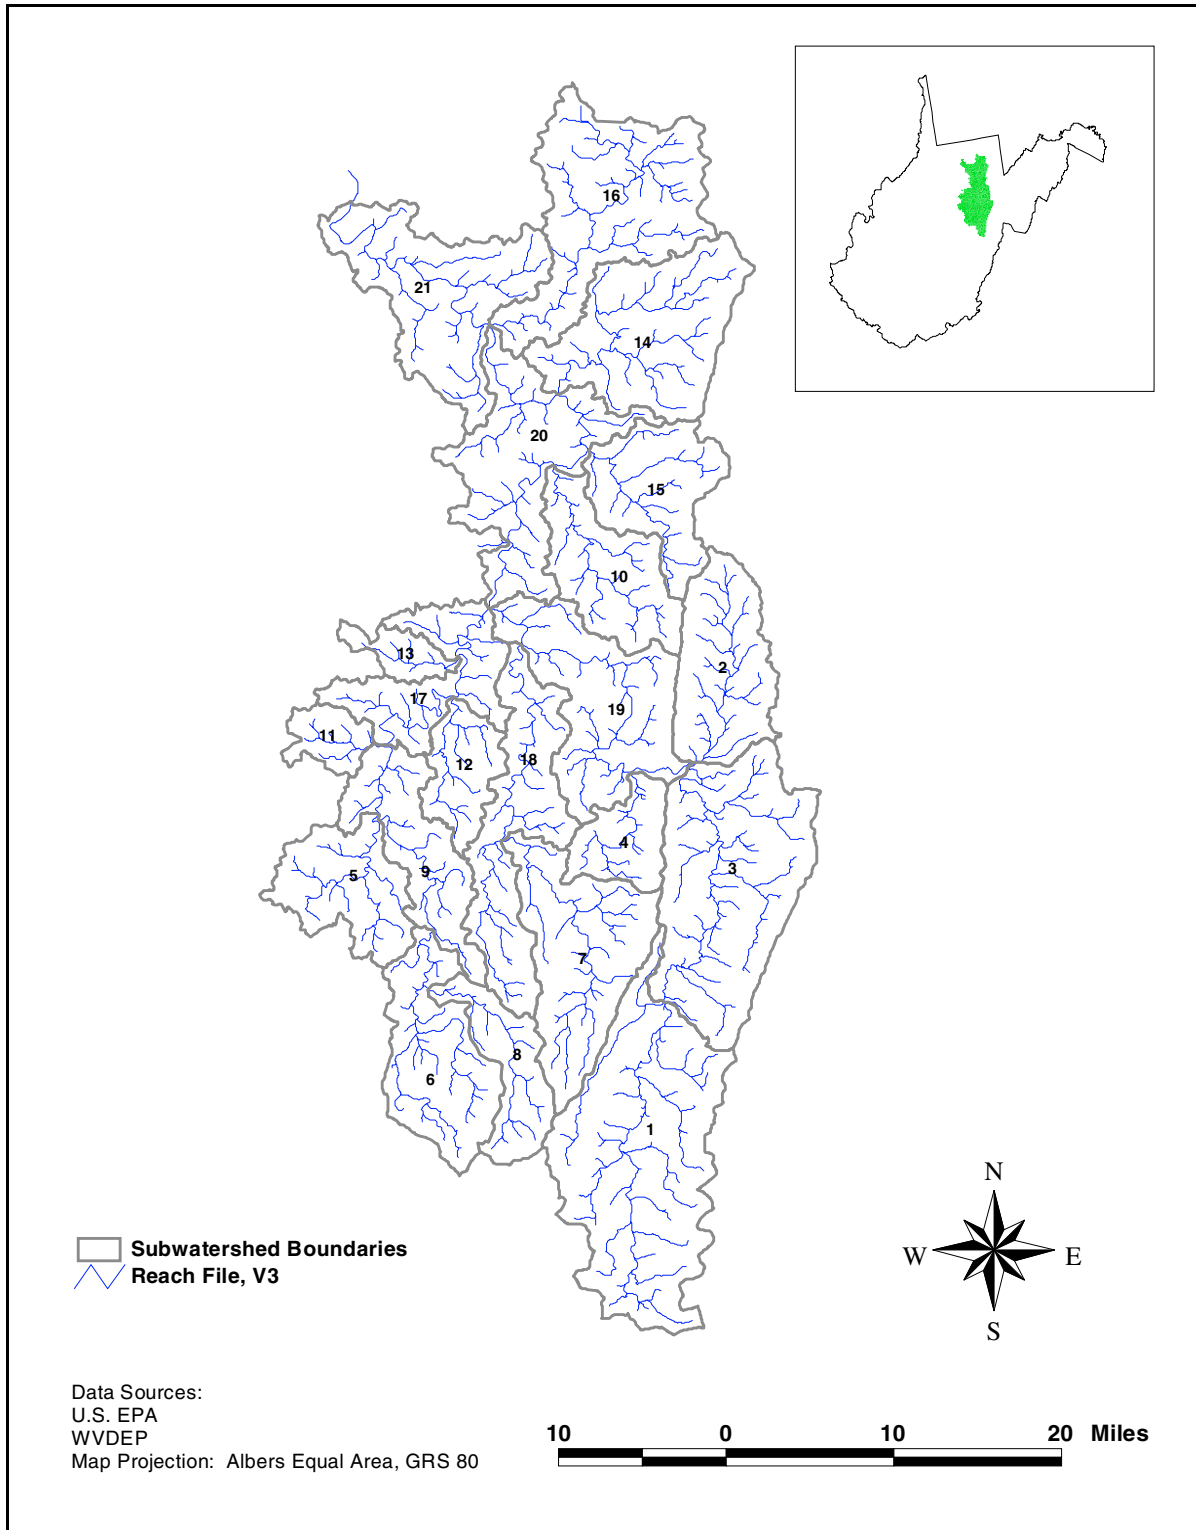 16
21
14
20
15
10
13
2
17
19
11
12
18
4
3
5
9
7
8
6
1
N
W E
S
Subwatershed Boundaries
Reach File, V3
Data Sources:
U.S. EPA
WVDEP
Map Projection: Albers Equal Area, GRS 80
10 0 10 20 Miles